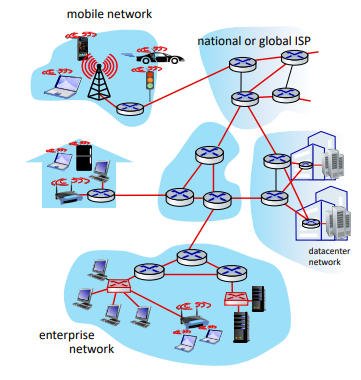 mobile network
national or global ISP
datacenter
network
enterprise
network